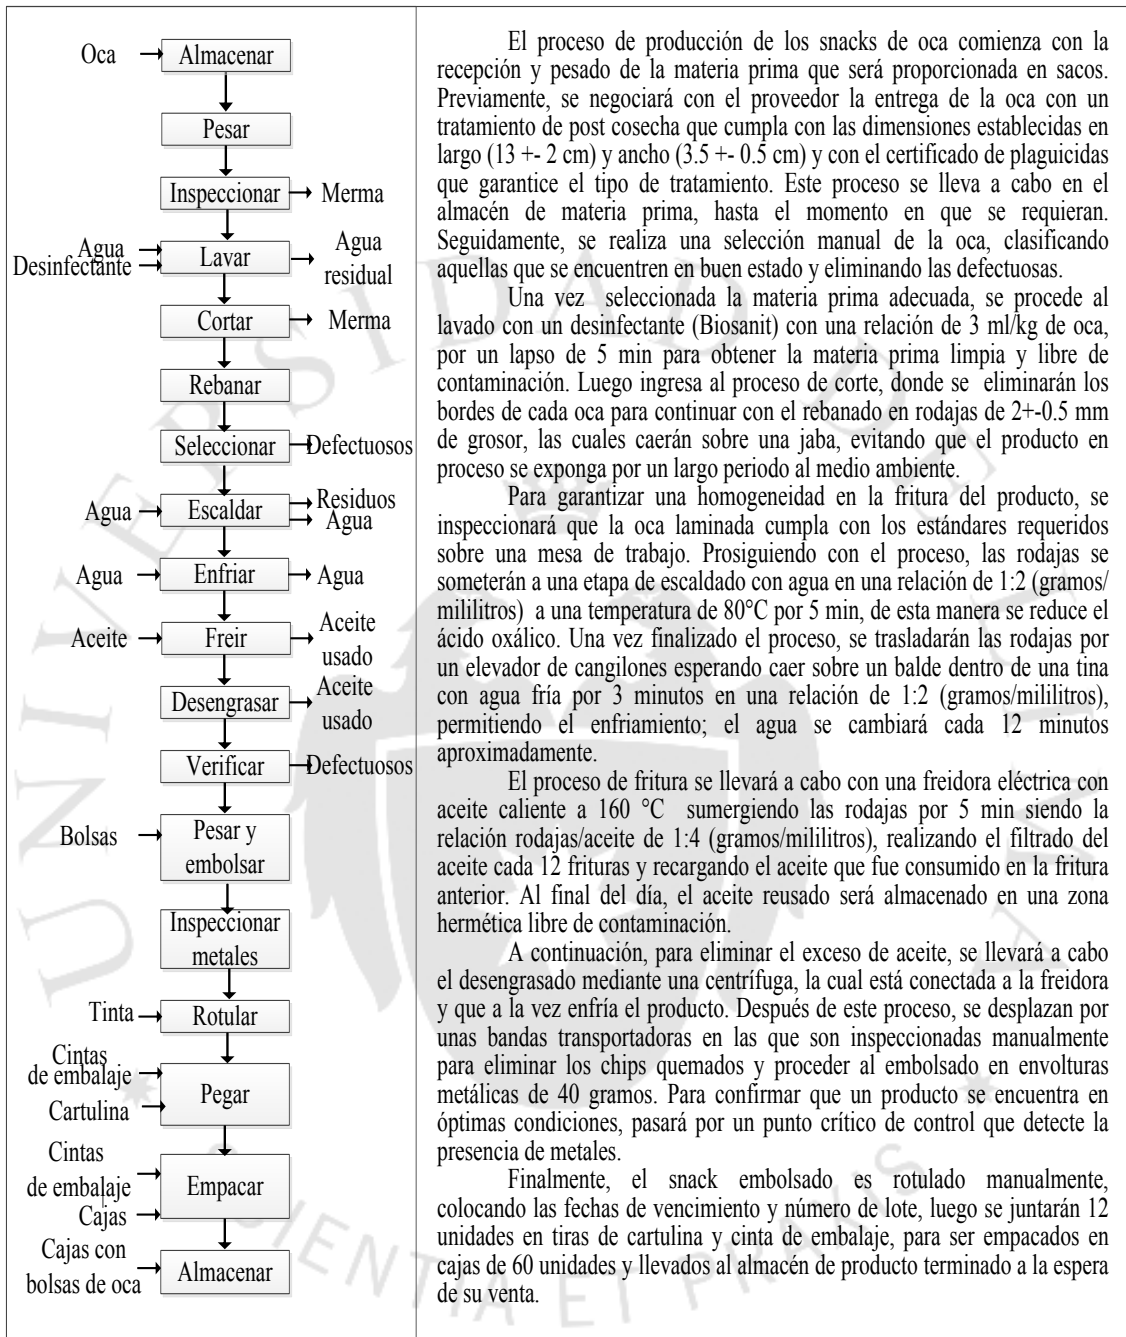 Oca
Almacenar
Pesar
Inspeccionar
Merma
Agua
Desinfectante
Lavar
Agua
residual
Cortar
Merma
Rebanar
Seleccionar
Defectuosos
Agua
Escaldar
Residuos
Agua
Agua
Enfriar
Agua
Aceite
Freir
Aceite
usado
Desengrasar
Aceite
usado
Verificar
Defectuosos
Bolsas
Pesar y
embolsar
Inspeccionar
metales
Tinta
Rotular
Cintas
de embalaje
Cartulina
Pegar
Cintas
de embalaje
Cajas
Empacar
Cajas con
bolsas de oca
Almacenar
El proceso de producción de los snacks de oca comienza con la
recepción y pesado de la materia prima que será proporcionada en sacos.
Previamente, se negociará con el proveedor la entrega de la oca con un
tratamiento de post cosecha que cumpla con las dimensiones establecidas en
largo (13 +- 2 cm) y ancho (3.5 +- 0.5 cm) y con el certificado de plaguicidas
que garantice el tipo de tratamiento. Este proceso se lleva a cabo en el
almacén de materia prima, hasta el momento en que se requieran.
Seguidamente, se realiza una selección manual de la oca, clasificando
aquellas que se encuentren en buen estado y eliminando las defectuosas.
Una vez seleccionada la materia prima adecuada, se procede al
lavado con un desinfectante (Biosanit) con una relación de 3 ml/kg de oca,
por un lapso de 5 min para obtener la materia prima limpia y libre de
contaminación. Luego ingresa al proceso de corte, donde se eliminarán los
bordes de cada oca para continuar con el rebanado en rodajas de 2+-0.5 mm
de grosor, las cuales caerán sobre una jaba, evitando que el producto en
proceso se exponga por un largo periodo al medio ambiente.
Para garantizar una homogeneidad en la fritura del producto, se
inspeccionará que la oca laminada cumpla con los estándares requeridos
sobre una mesa de trabajo. Prosiguiendo con el proceso, las rodajas se
someterán a una etapa de escaldado con agua en una relación de 1:2 (gramos/
mililitros) a una temperatura de 80°C por 5 min, de esta manera se reduce el
ácido oxálico. Una vez finalizado el proceso, se trasladarán las rodajas por
un elevador de cangilones esperando caer sobre un balde dentro de una tina
con agua fría por 3 minutos en una relación de 1:2 (gramos/mililitros),
permitiendo el enfriamiento; el agua se cambiará cada 12 minutos
aproximadamente.
El proceso de fritura se llevará a cabo con una freidora eléctrica con
aceite caliente a 160 °C sumergiendo las rodajas por 5 min siendo la
relación rodajas/aceite de 1:4 (gramos/mililitros), realizando el filtrado del
aceite cada 12 frituras y recargando el aceite que fue consumido en la fritura
anterior. Al final del día, el aceite reusado será almacenado en una zona
hermética libre de contaminación.
A continuación, para eliminar el exceso de aceite, se llevará a cabo
el desengrasado mediante una centrífuga, la cual está conectada a la freidora
y que a la vez enfría el producto. Después de este proceso, se desplazan por
unas bandas transportadoras en las que son inspeccionadas manualmente
para eliminar los chips quemados y proceder al embolsado en envolturas
metálicas de 40 gramos. Para confirmar que un producto se encuentra en
óptimas condiciones, pasará por un punto crítico de control que detecte la
presencia de metales.
Finalmente, el snack embolsado es rotulado manualmente,
colocando las fechas de vencimiento y número de lote, luego se juntarán 12
unidades en tiras de cartulina y cinta de embalaje, para ser empacados en
cajas de 60 unidades y llevados al almacén de producto terminado a la espera
de su venta.
UNIVERSIDAD DE LIMA
SCIENTIA ET PRAXIS